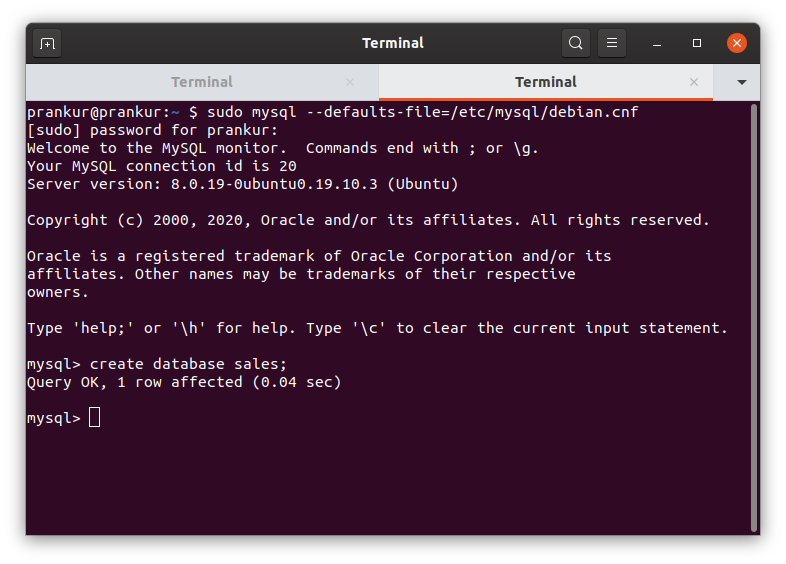 Terminal
Terminal
Terminal
prankur@prankur:~ $ sudo mysql --defaults-file=/etc/mysql/debian.cnf
[sudo] password for prankur:
Welcome to the MySQL monitor.  Commands end with ; or \g.
Your MySQL connection id is 20
Server version: 8.0.19-0ubuntu0.19.10.3 (Ubuntu)

Copyright (c) 2000, 2020, Oracle and/or its affiliates. All rights reserved.

Oracle is a registered trademark of Oracle Corporation and/or its
affiliates. Other names may be trademarks of their respective
owners.

Type 'help;' or '\h' for help. Type '\c' to clear the current input statement.

mysql> create database sales;
Query OK, 1 row affected (0.04 sec)

mysql>